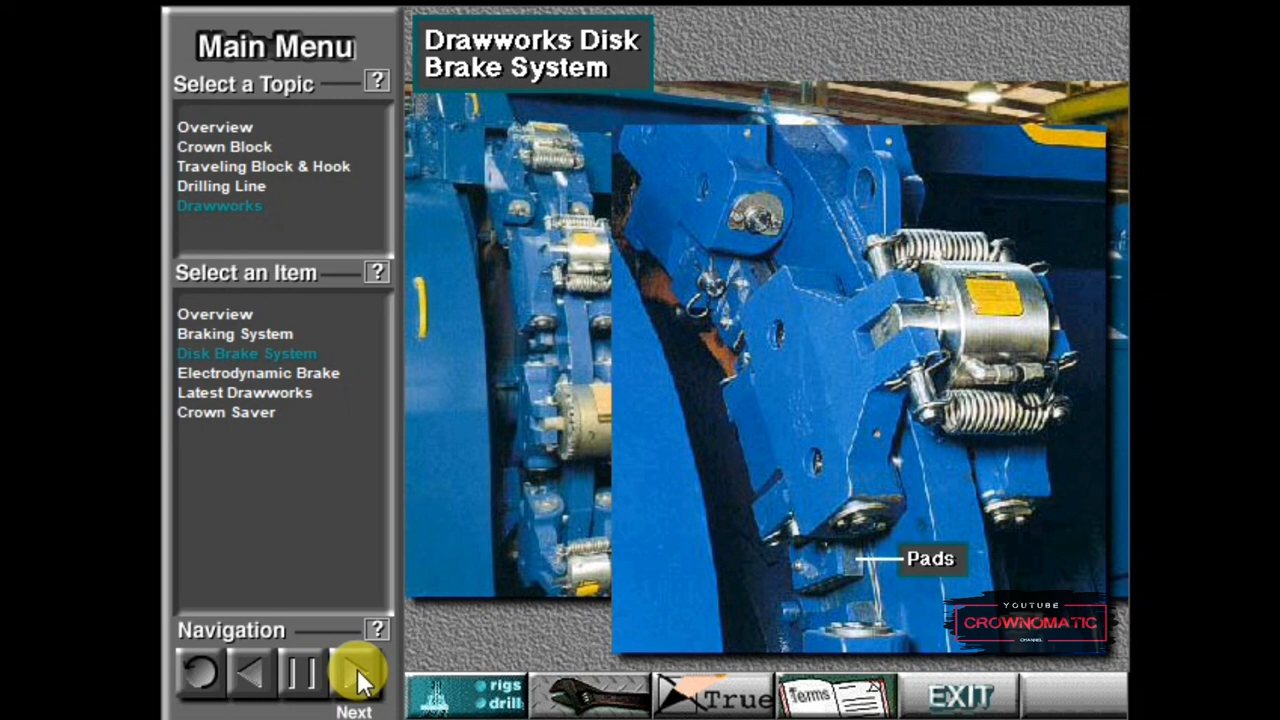 Main Menu
Select a Topic ?
Overview
Crown Block
Traveling Block & Hook
Drilling Line
Drawworks
Select an Item ?
Overview
Braking System
Disk Brake System
Electrodynamic Brake
Latest Drawworks
Crown Saver
Navigation ?
Next
Drawworks Disk
Brake System
Pads
YOUTUBE
CROWNOMATIC
CHANNEL
rigs
drill
True
Terms
EXIT